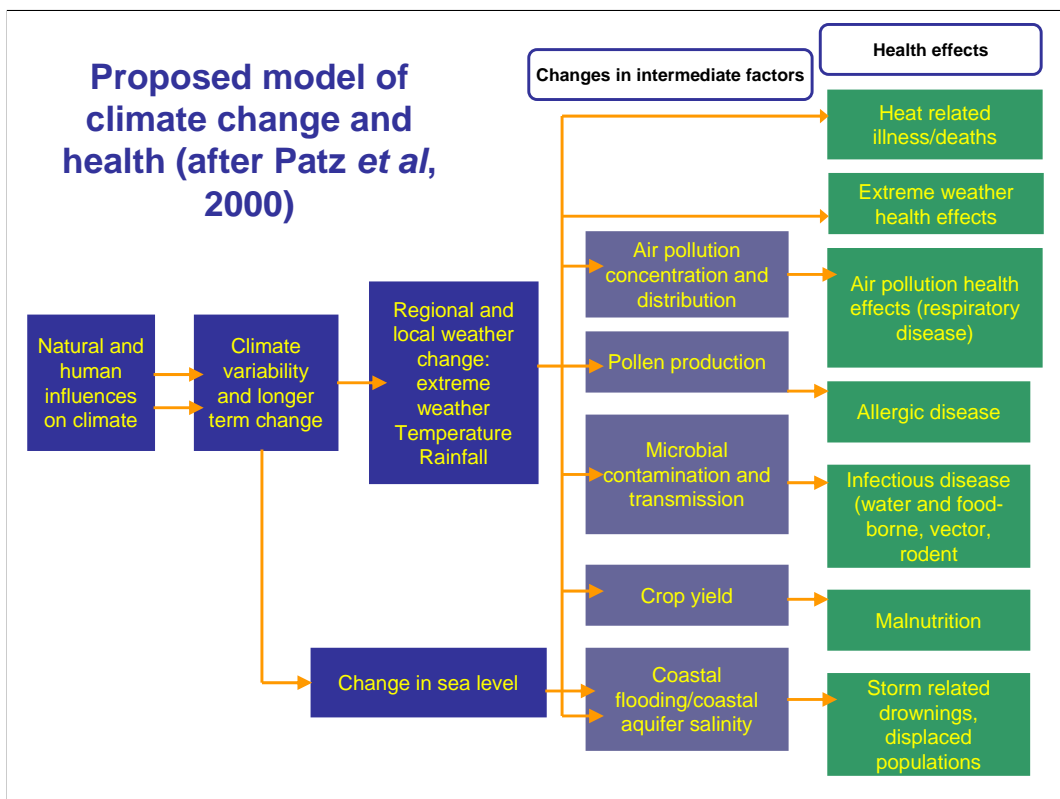 Proposed model of
climate change and
health (after Patz et al,
2000)
Changes in intermediate factors
Health effects
Natural and
human
influences
on climate
Climate
variability
and longer
term change
Regional and
local weather
change:
extreme
weather
Temperature
Rainfall
Change in sea level
Air pollution
concentration and
distribution
Pollen production
Microbial
contamination and
transmission
Crop yield
Coastal
flooding/coastal
aquifer salinity
Heat related
illness/deaths
Extreme weather
health effects
Air pollution health
effects (respiratory
disease)
Allergic disease
Infectious disease
(water and food-
borne, vector,
rodent
Malnutrition
Storm related
drownings,
displaced
populations